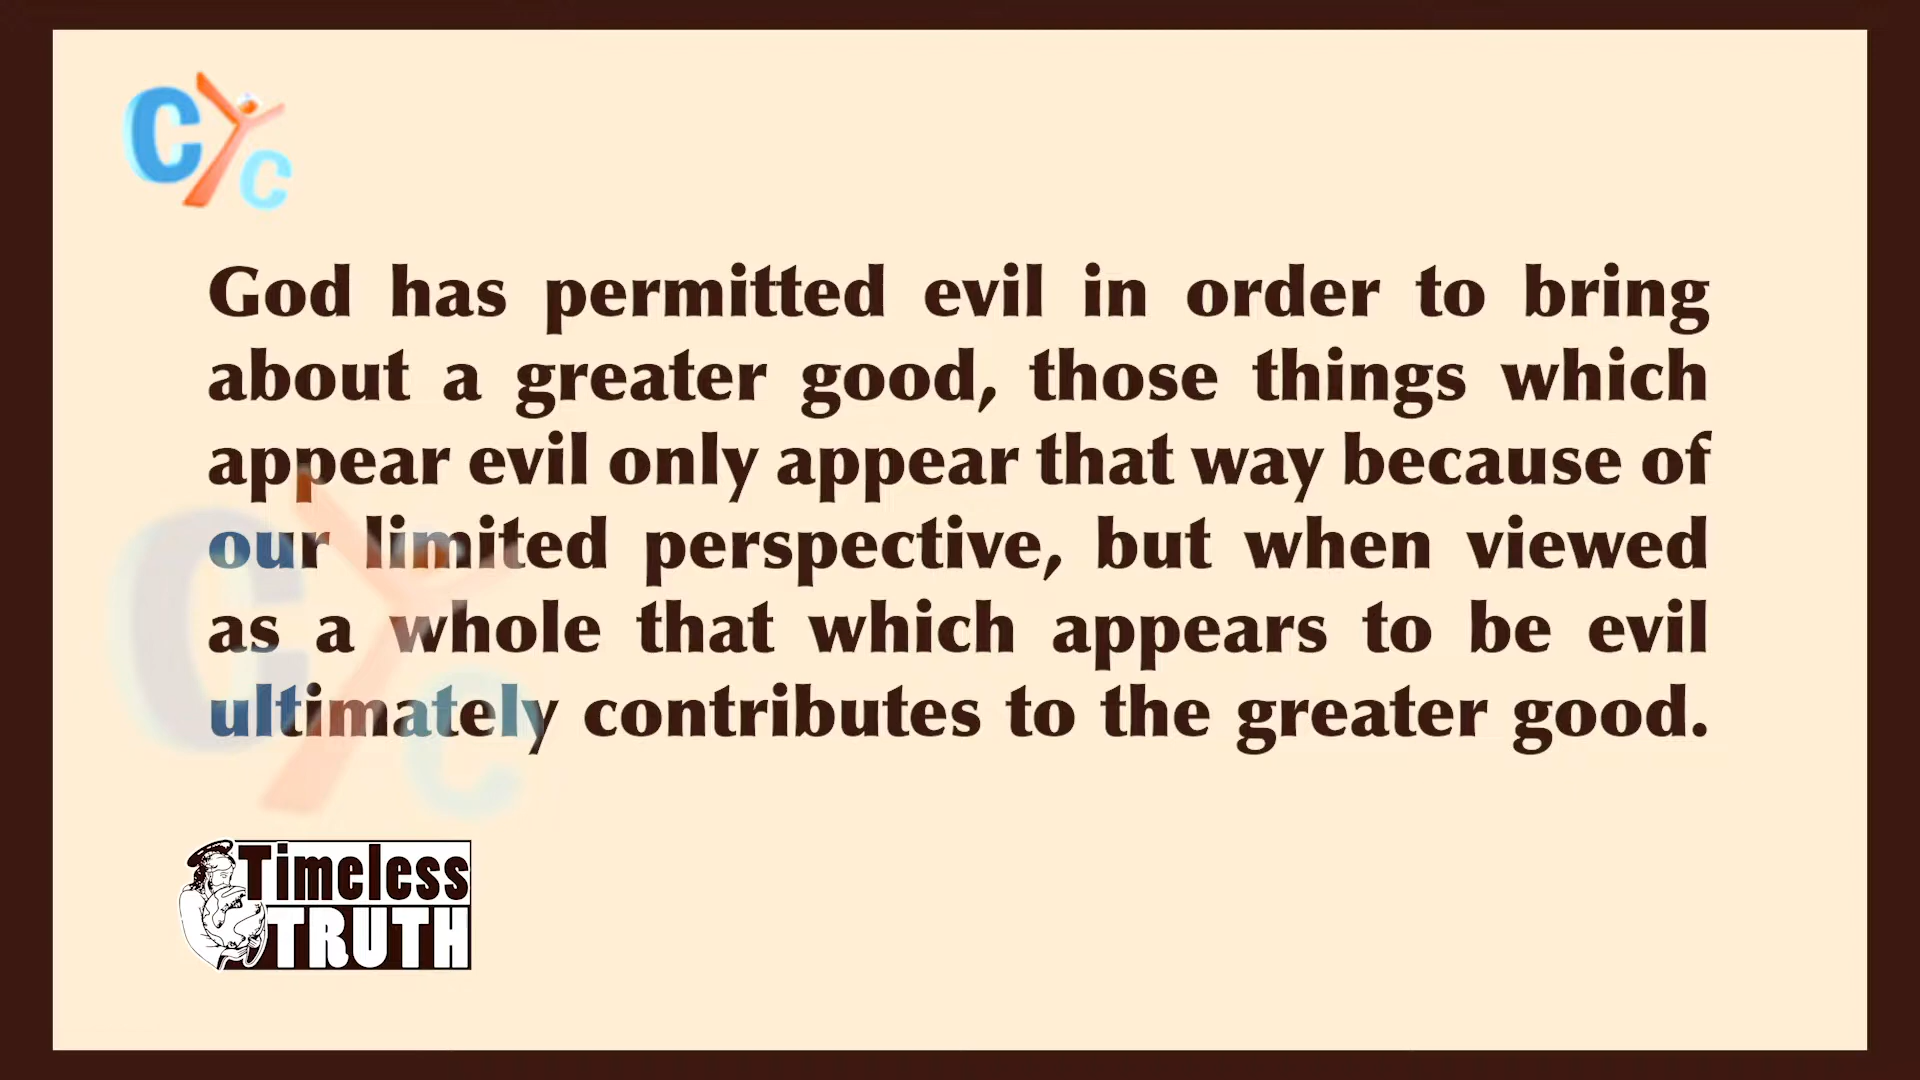 CYC
God has permitted evil in order to bring
about a greater good, those things which
appear evil only appear that way because of
our limited perspective, but when viewed
as a whole that which appears to be evil
ultimately contributes to the greater good.
CYC
Timeless
TRUTH